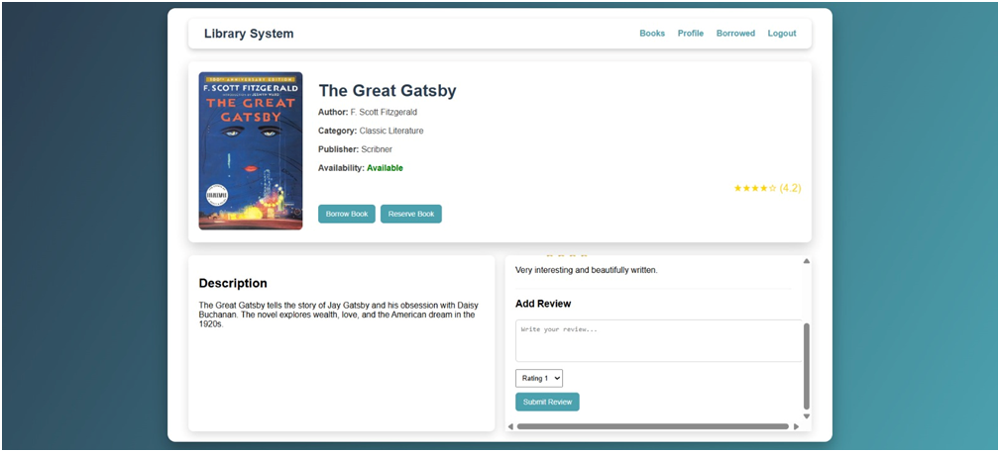 Library System
Books Profile Borrowed Logout
100TH ANNIVERSARY EDITION
F. SCOTT FITZGERALD
THE GREAT
GATSBY
The Great Gatsby
Author: F. Scott Fitzgerald
Category: Classic Literature
Publisher: Scribner
Availability: Available
★★★★☆ (4.2)
Borrow Book Reserve Book
Description
The Great Gatsby tells the story of Jay Gatsby and his obsession with Daisy
Buchanan. The novel explores wealth, love, and the American dream in the
1920s.
Very interesting and beautifully written.
Add Review
Write your review...
Rating 1
Submit Review